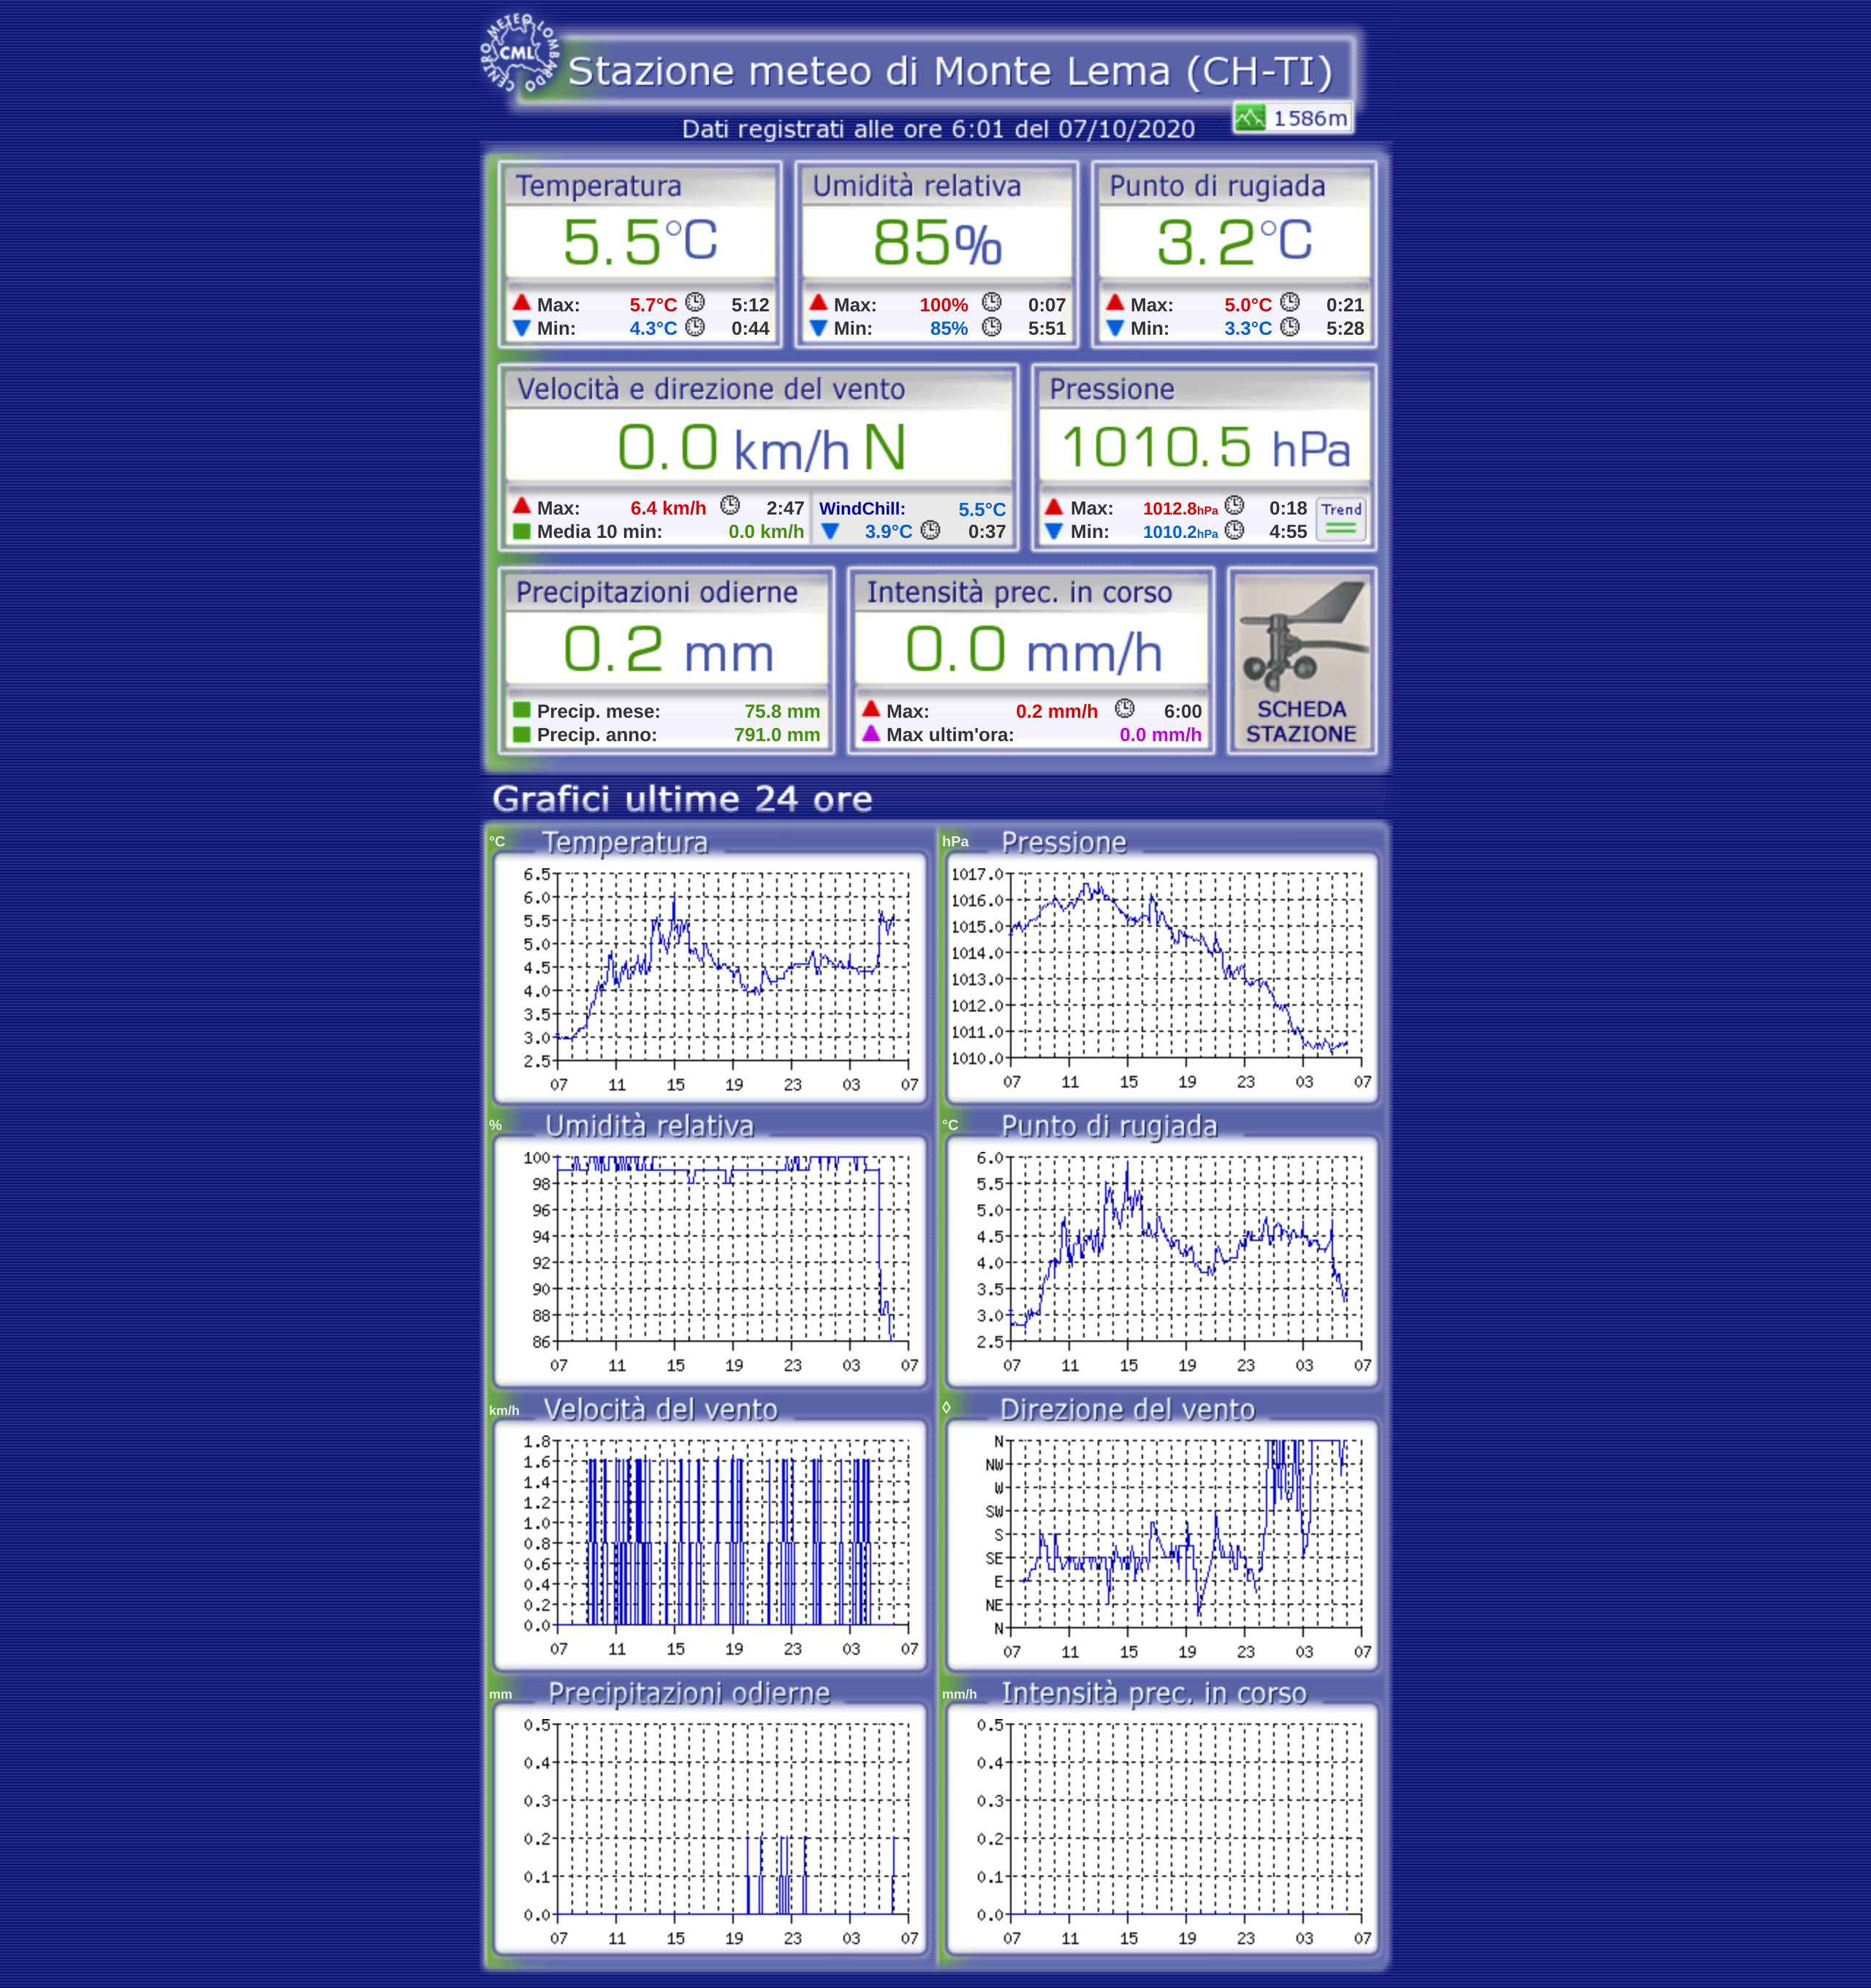 CENTRO METEO LOMBARDO
CML
Stazione meteo di Monte Lema (CH-TI)
1586m
Dati registrati alle ore 6:01 del 07/10/2020
Temperatura Umidità relativa Punto di rugiada
5.5°C 85% 3.2°C
Max: 5.7°C 5:12 Max: 100% 0:07 Max: 5.0°C 0:21
Min: 4.3°C 0:44 Min: 85% 5:51 Min: 3.3°C 5:28
Velocità e direzione del vento Pressione
0.0 km/h N 1010.5 hPa
Max: 6.4 km/h 2:47 WindChill: 5.5°C Max: 1012.8hPa 0:18 Trend
Media 10 min: 0.0 km/h 3.9°C 0:37 Min: 1010.2hPa 4:55
Precipitazioni odierne Intensità prec. in corso
0.2 mm 0.0 mm/h
Precip. mese: 75.8 mm Max: 0.2 mm/h 6:00 SCHEDA
Precip. anno: 791.0 mm Max ultim'ora: 0.0 mm/h STAZIONE
Grafici ultime 24 ore
°C Temperatura
6.5
6.0
5.5
5.0
4.5
4.0
3.5
3.0
2.5
07 11 15 19 23 03 07
hPa Pressione
1017.0
1016.0
1015.0
1014.0
1013.0
1012.0
1011.0
1010.0
07 11 15 19 23 03 07
% Umidità relativa
100
98
96
94
92
90
88
86
07 11 15 19 23 03 07
°C Punto di rugiada
6.0
5.5
5.0
4.5
4.0
3.5
3.0
2.5
07 11 15 19 23 03 07
km/h Velocità del vento
1.8
1.6
1.4
1.2
1.0
0.8
0.6
0.4
0.2
0.0
07 11 15 19 23 03 07
◊ Direzione del vento
N
NW
W
SW
S
SE
E
NE
N
07 11 15 19 23 03 07
mm Precipitazioni odierne
0.5
0.4
0.3
0.2
0.1
0.0
07 11 15 19 23 03 07
mm/h Intensità prec. in corso
0.5
0.4
0.3
0.2
0.1
0.0
07 11 15 19 23 03 07